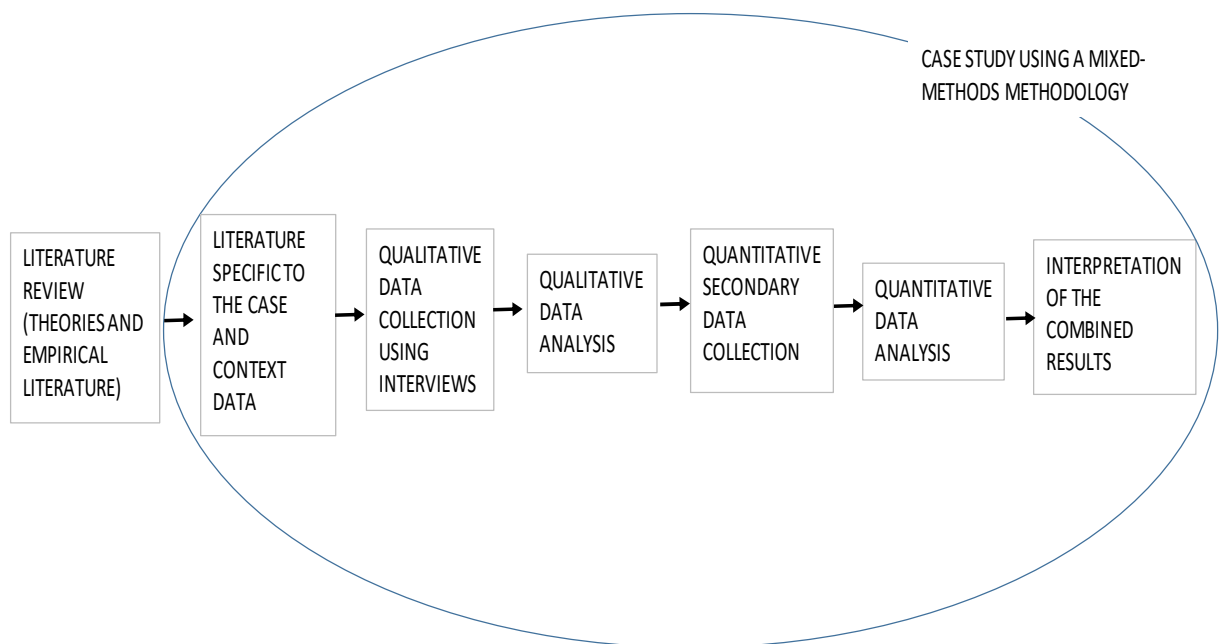 CASE STUDY USING A MIXED-
METHODS METHODOLOGY
LITERATURE
REVIEW
(THEORIES AND
EMPIRICAL
LITERATURE)
LITERATURE
SPECIFIC TO
THE CASE
AND
CONTEXT
DATA
QUALITATIVE
DATA
COLLECTION
USING
INTERVIEWS
QUALITATIVE
DATA
ANALYSIS
QUANTITATIVE
SECONDARY
DATA
COLLECTION
QUANTITATIVE
DATA
ANALYSIS
INTERPRETATION
OF THE
COMBINED
RESULTS